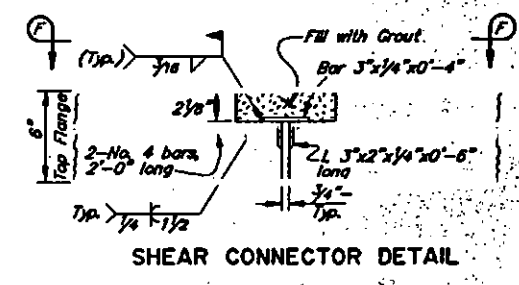 F
F
(Typ.)
3/16
Fill with Grout.
Bar 3"x1/4"x0'-4"
2 1/8"
6"
Top Flange
2-No. 4 bars,
2'-0" long
L 3"x2"x1/4"x0'-6"
long
3/4"
Typ.
Typ.
1/4
1 1/2
SHEAR CONNECTOR DETAIL